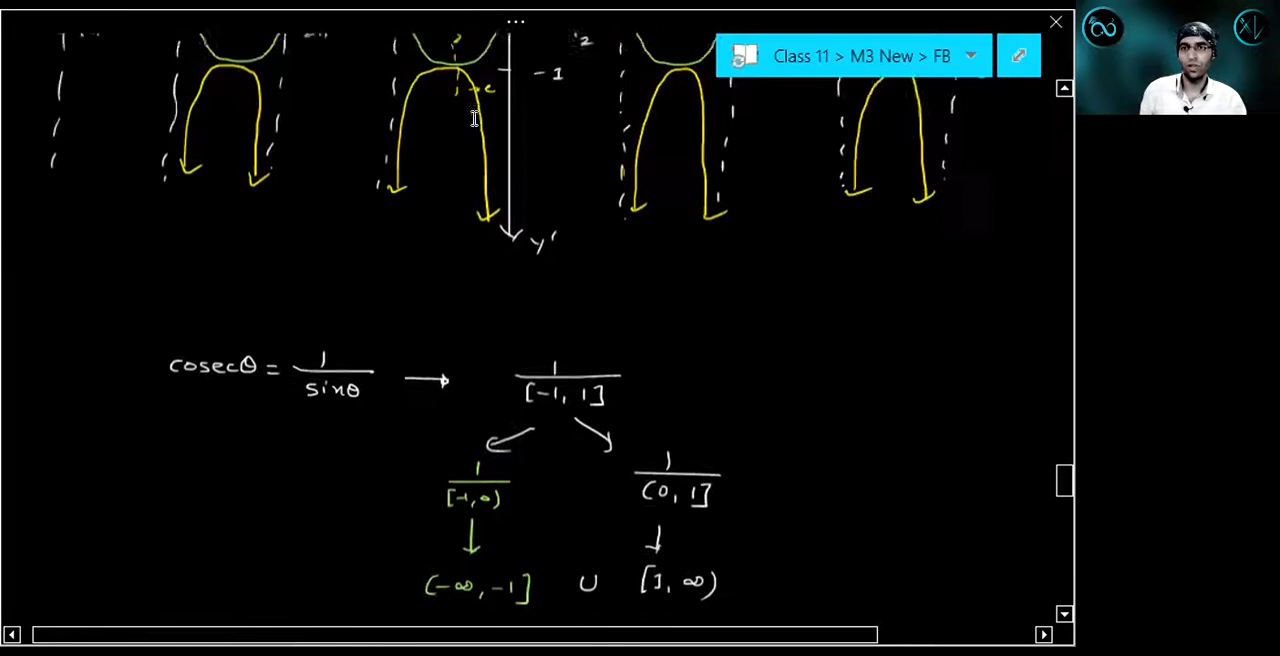 Class 11 > M3 New > FB
-1
y'
cosecθ = 1/sinθ → 1/[-1, 1]
1/[-1, 0) 1/(0, 1]
(-∞, -1] ∪ [1, ∞)